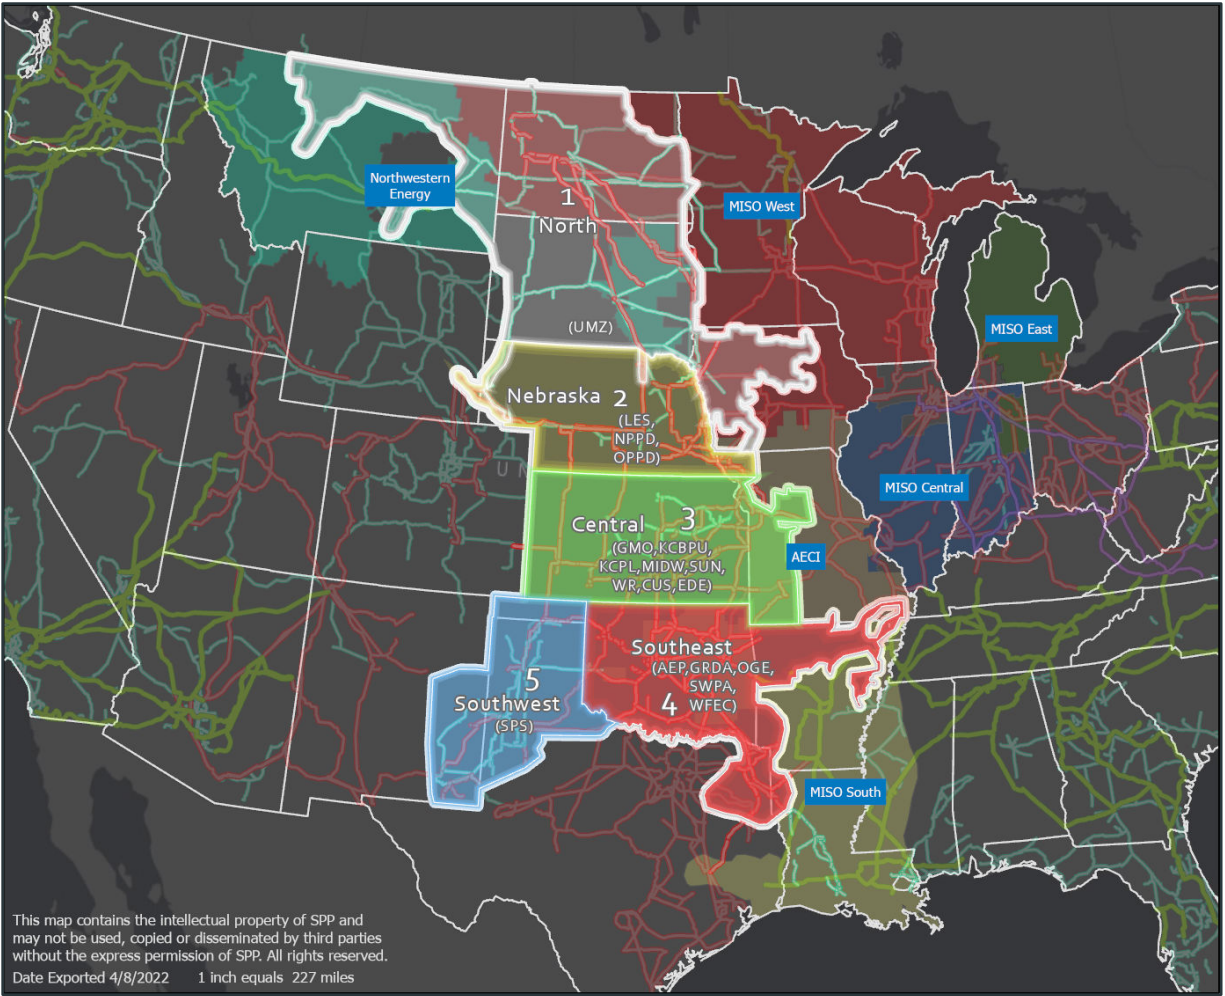 Northwestern
Energy
1
North
MISO West
(UMZ)
MISO East
Nebraska 2
(LES,
NPPD,
OPPD)
MISO Central
Central 3
(GMO,KCBPU,
KCPL,MIDW,SUN,
WR,CUS,EDE)
AECI
Southeast
(AEP,GRDA,OGE,
SWPA,
WFEC)
4
5
Southwest
(SPS)
MISO South
This map contains the intellectual property of SPP and
may not be used, copied or disseminated by third parties
without the express permission of SPP. All rights reserved.
Date Exported 4/8/2022 1 inch equals 227 miles